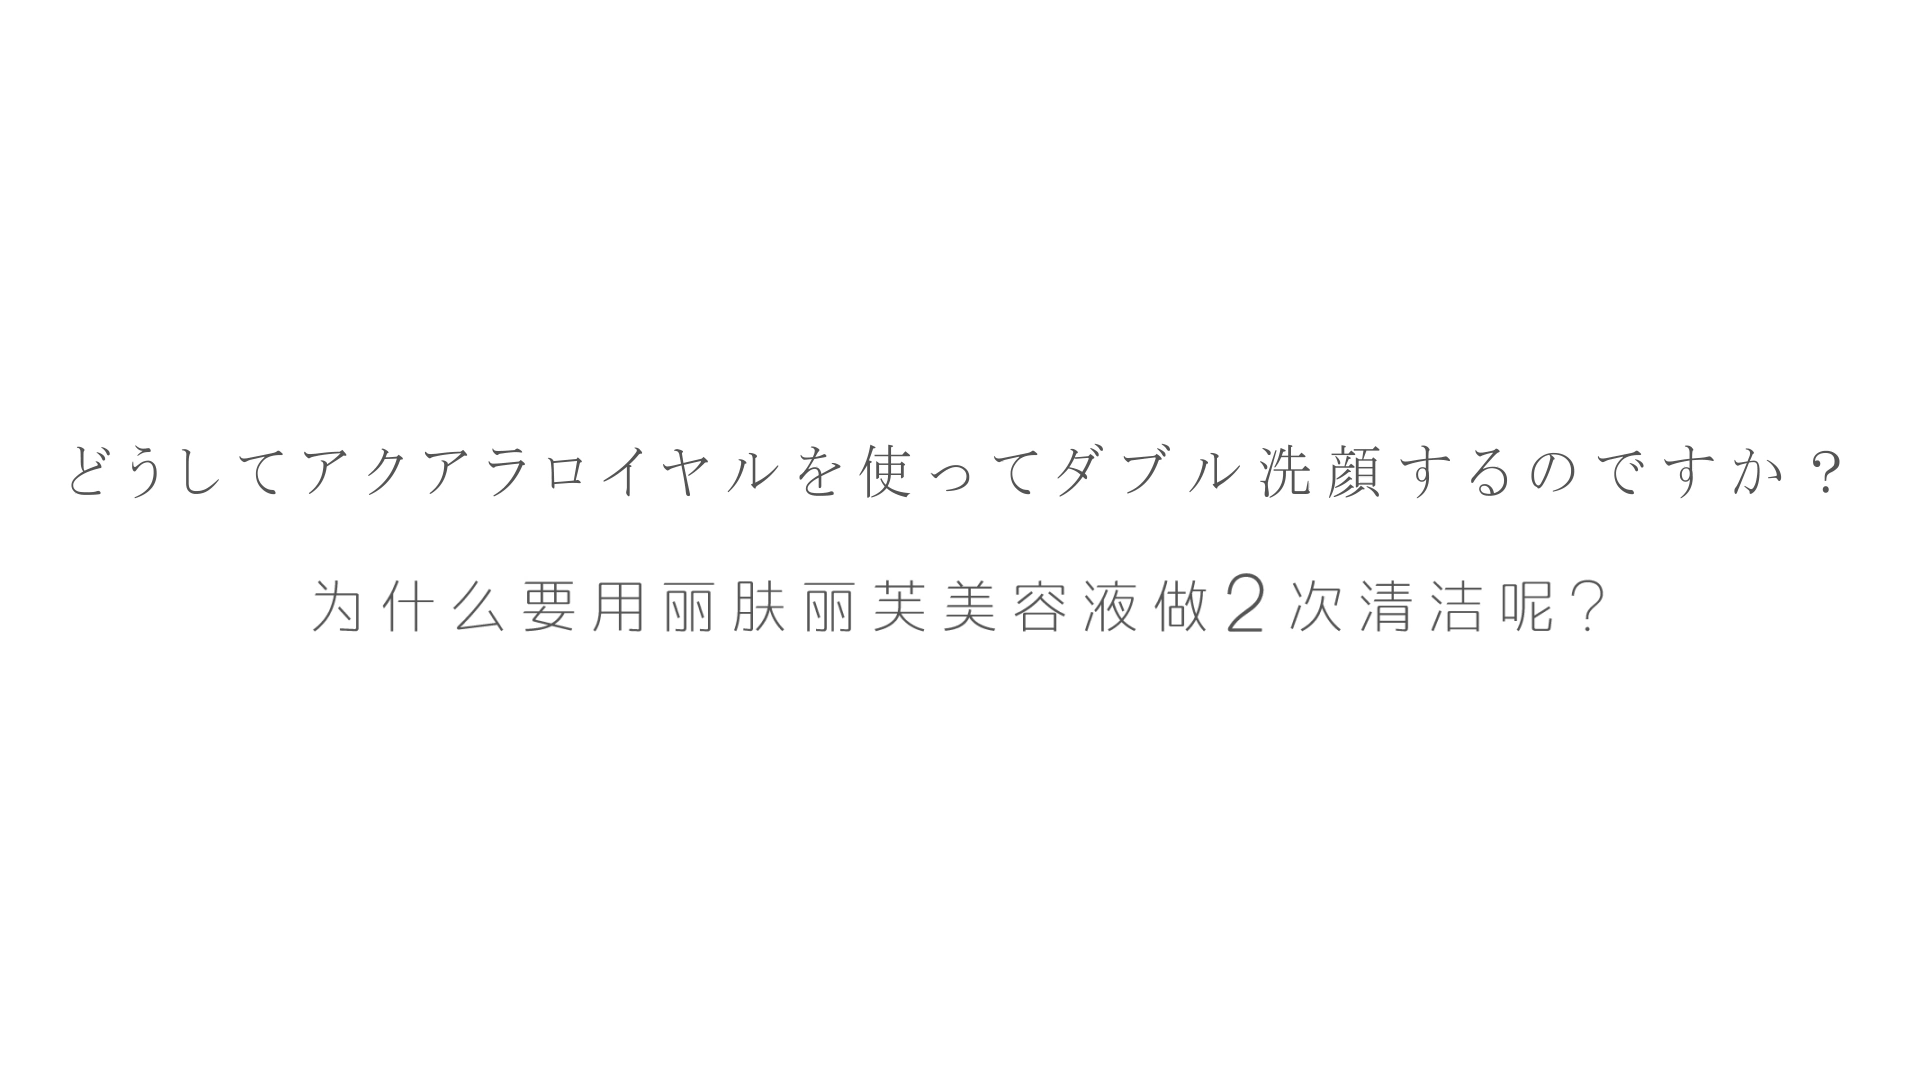 どうしてアクアラロイヤルを使ってダブル洗顔するのですか？
为什么要用丽肤丽芙美容液做2次清洁呢？